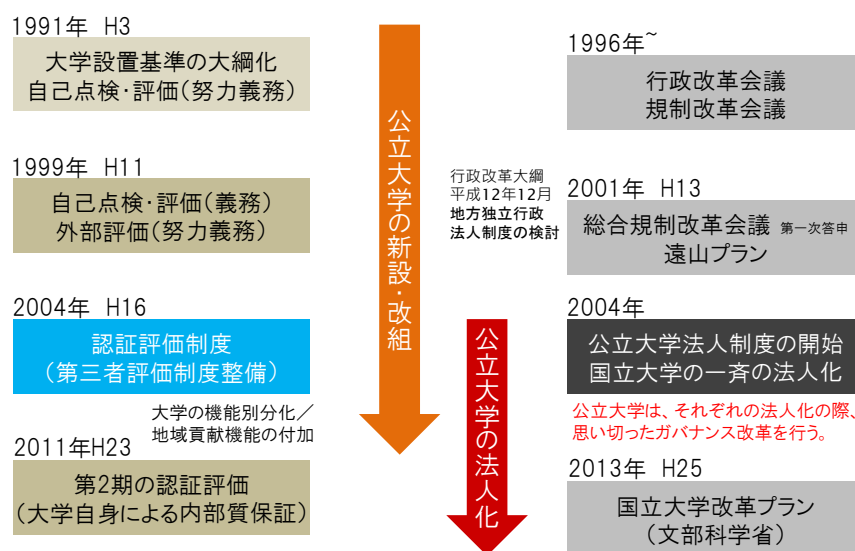 1991年 H3
大学設置基準の大綱化
自己点検・評価(努力義務)
1999年 H11
自己点検・評価(義務)
外部評価(努力義務)
2004年 H16
認証評価制度
(第三者評価制度整備)
大学の機能別分化／
地域貢献機能の付加
2011年H23
第2期の認証評価
(大学自身による内部質保証)
公立大学の新設・改組
行政改革大綱
平成12年12月
地方独立行政
法人制度の検討
公立大学の法人化
1996年~
行政改革会議
規制改革会議
2001年 H13
総合規制改革会議 第一次答申
遠山プラン
2004年
公立大学法人制度の開始
国立大学の一斉の法人化
公立大学は、それぞれの法人化の際、
思い切ったガバナンス改革を行う。
2013年 H25
国立大学改革プラン
(文部科学省)